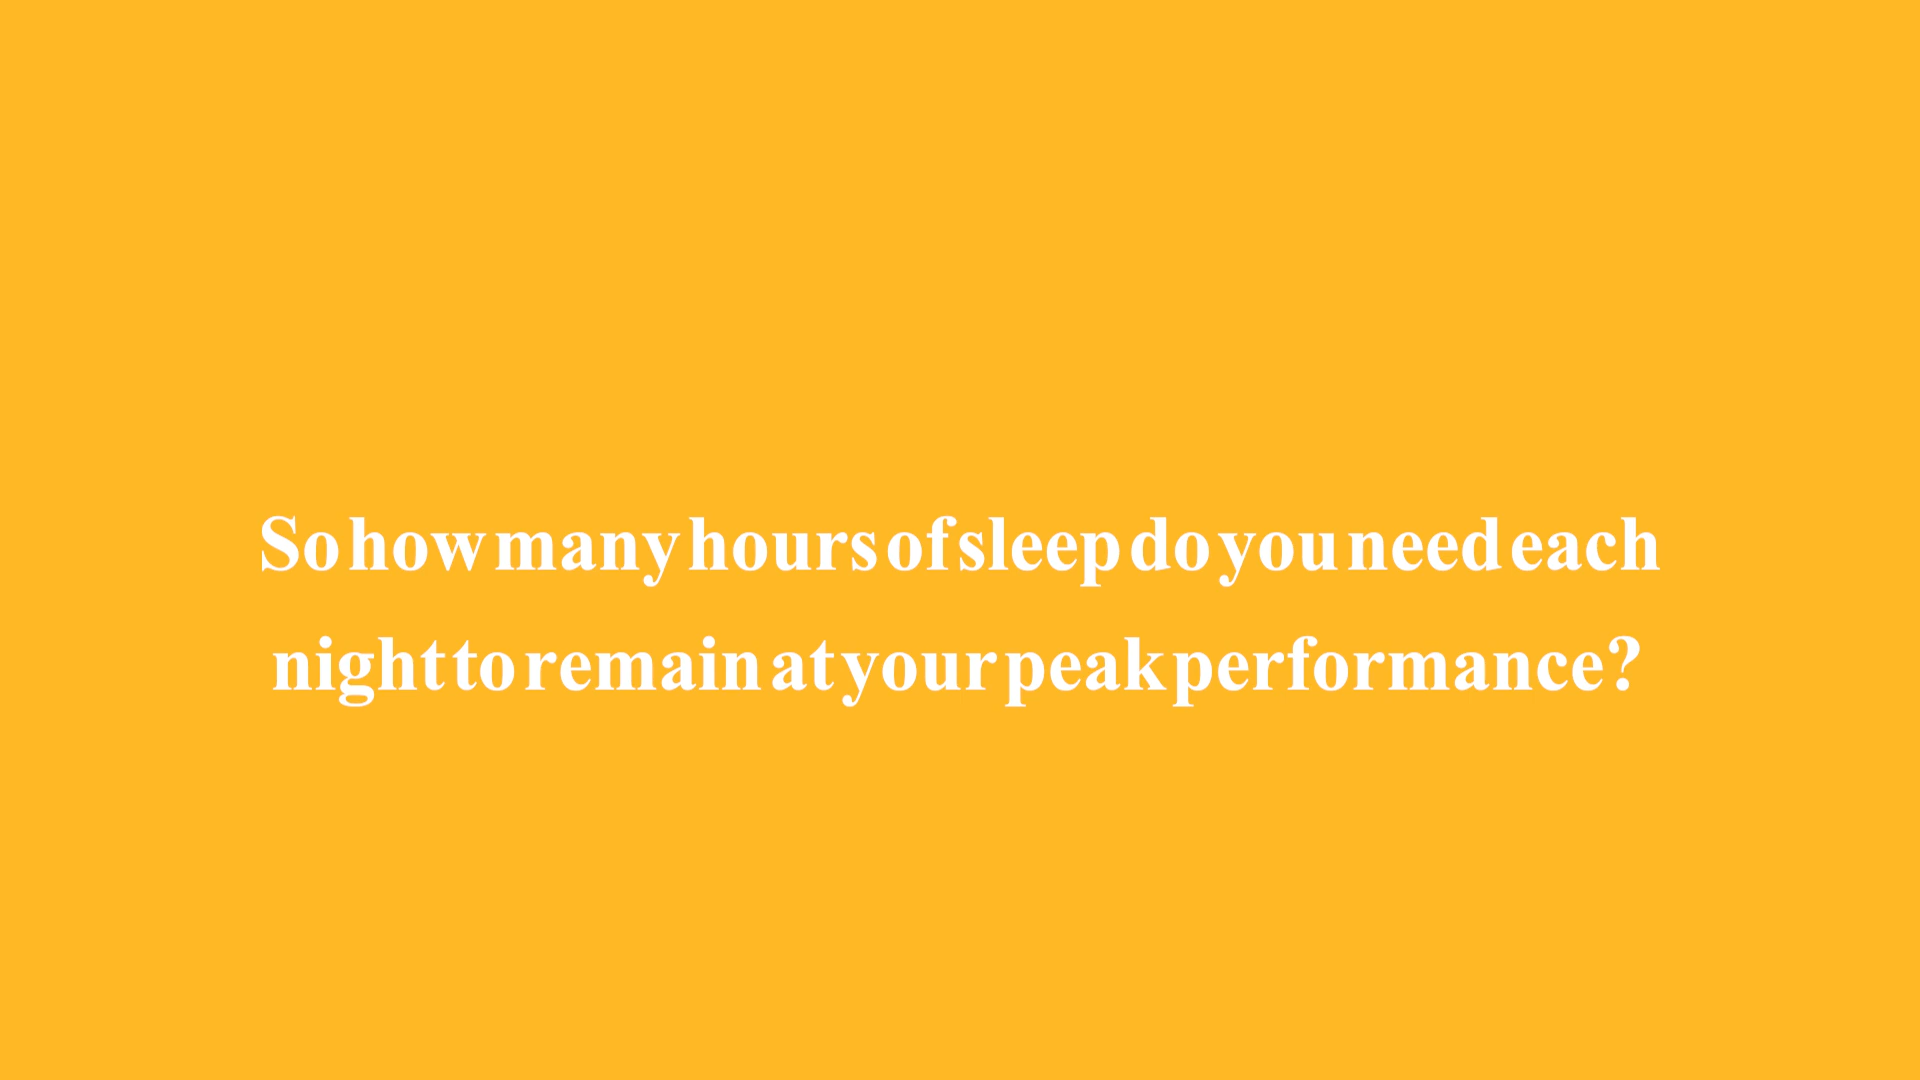 So how many hours of sleep do you need each
night to remain at your peak performance?